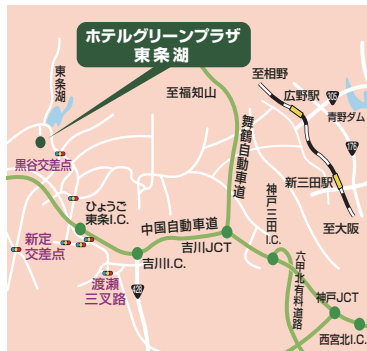 ホテルグリーンプラザ
東条湖
東条湖
至福知山
至相野
広野駅
176
青野ダム
176
舞鶴自動車道
黒谷交差点
新三田駅
神戸三田
I.C.
ひょうご
東条I.C.
中国自動車道
至大阪
新定
交差点
吉川JCT
吉川I.C.
六甲北有料道路
渡瀬
三叉路
428
神戸JCT
西宮北I.C.